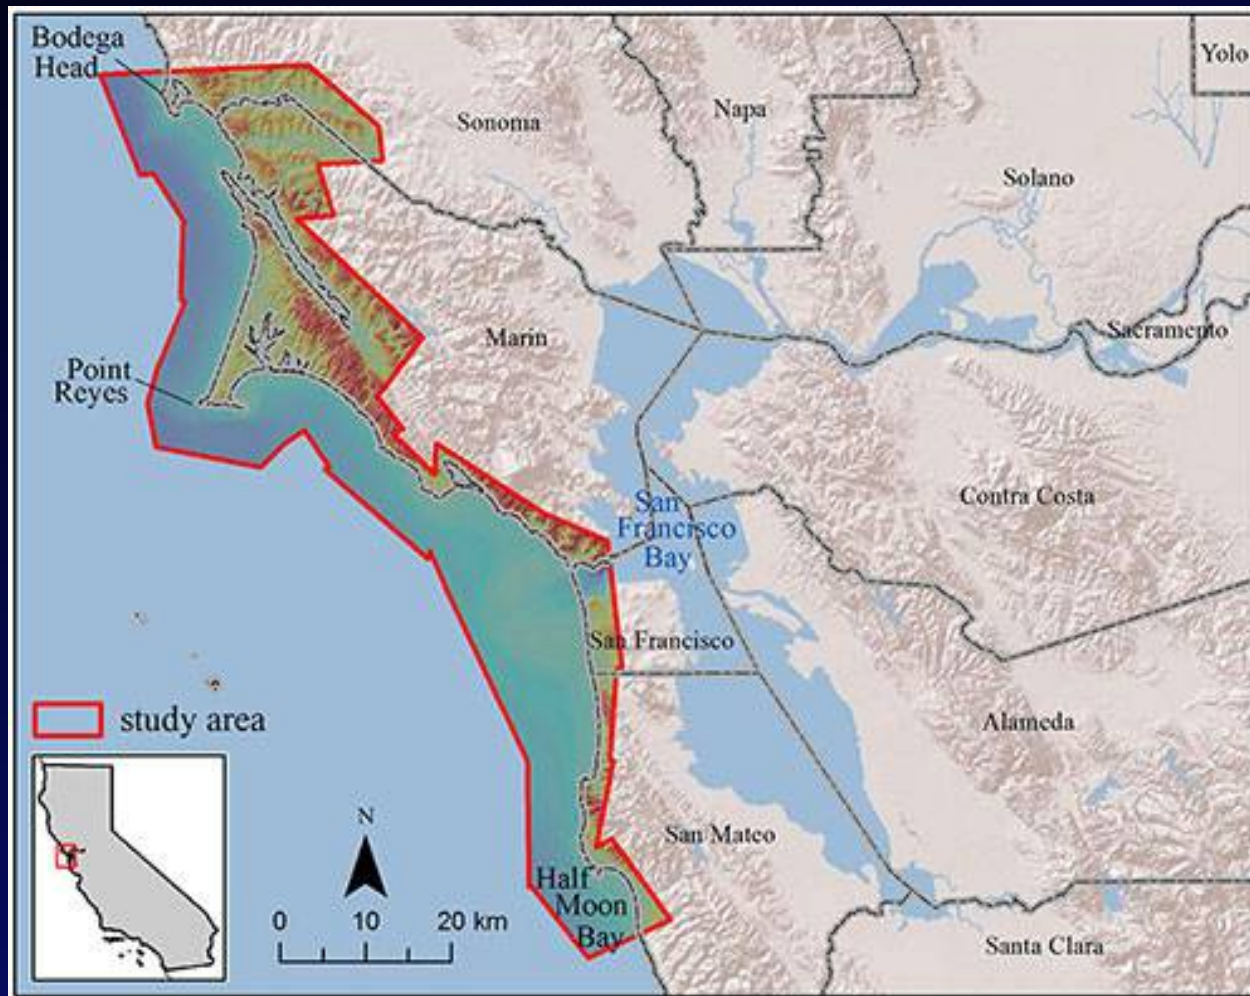 Bodega
Head
Yolo
Napa
Sonoma
Solano
Sacramento
Marin
Point
Reyes
Contra Costa
San
Francisco
Bay
San Francisco
study area
Alameda
N
San Mateo
0 10 20 km
Half
Moon
Bay
Santa Clara